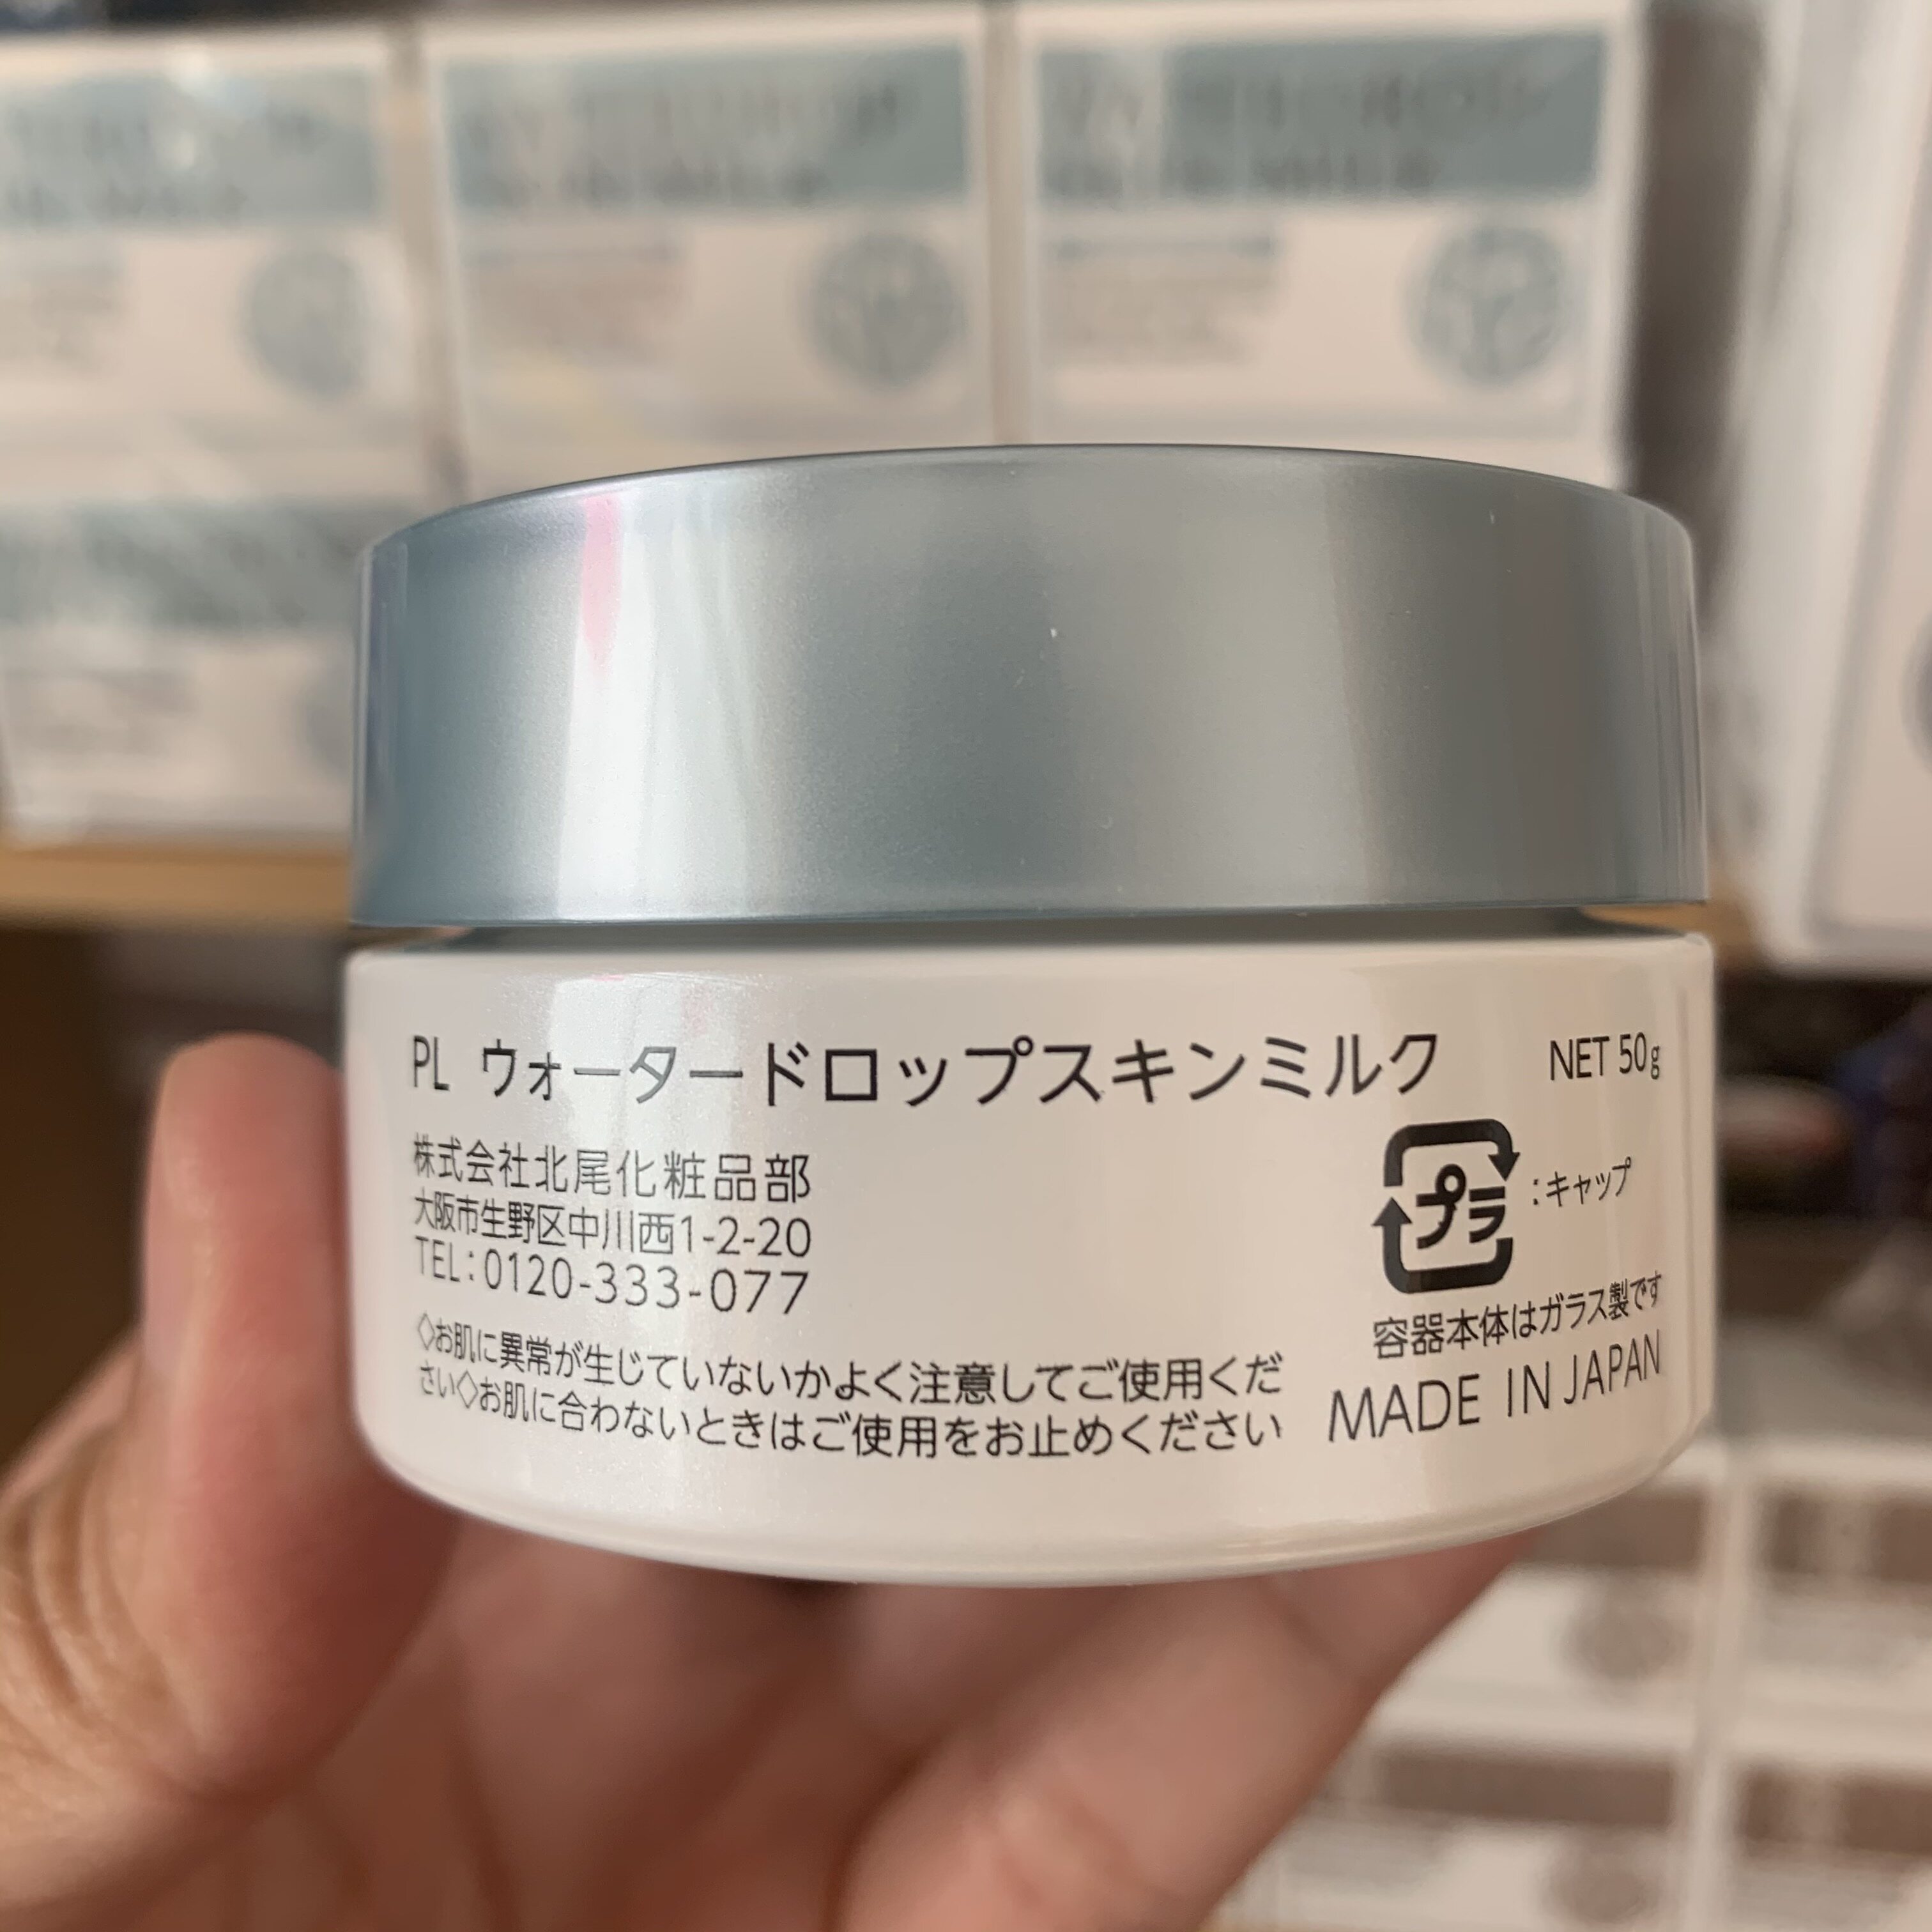 PL ウォータードロップスキンミルク
NET 50g
株式会社北尾化粧品部
大阪市生野区中川西1-2-20
TEL:0120-333-077
プラ:キャップ
容器本体はガラス製です
MADE IN JAPAN
◇お肌に異常が生じていないかよく注意してご使用くだ
さい◇お肌に合わないときはご使用をお止めください